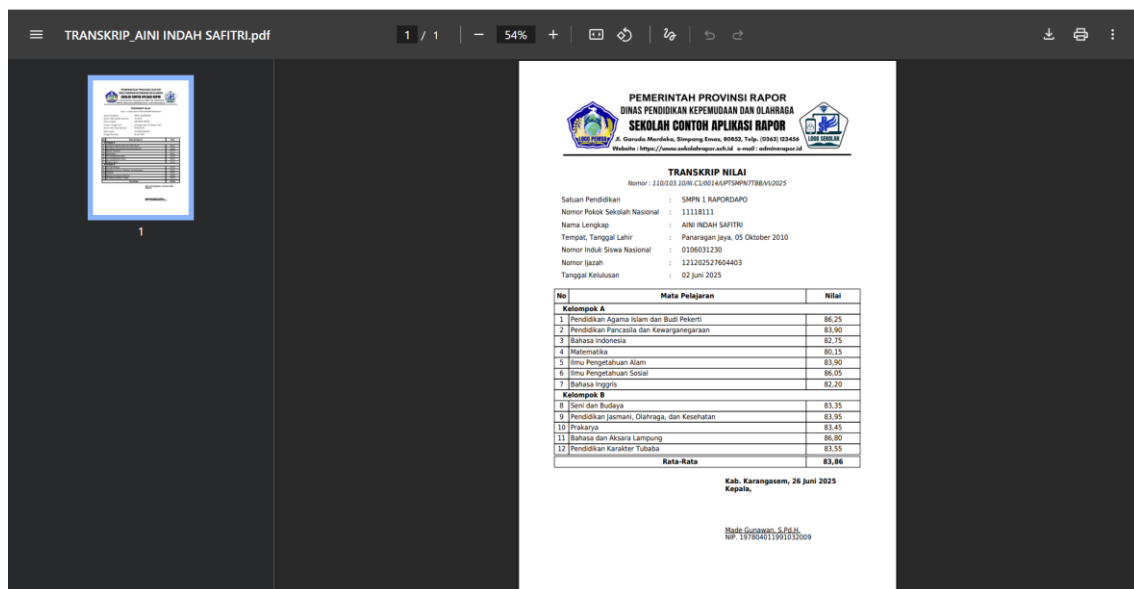 TRANSKRIP_AINI INDAH SAFITRI.pdf
1 / 1
54%
1
PEMERINTAH PROVINSI RAPOR
DINAS PENDIDIKAN KEPEMUDAAN DAN OLAHRAGA
SEKOLAH CONTOH APLIKASI RAPOR
Jl. Garuda Merdeka, Simpang Emas, 80852, Telp. (0363) 123456
Website : https://www.sekolahrapor.sch.id e-mail : adminerapor.id
LOGO PEMDA
LOGO SEKOLAH
TRANSKRIP NILAI
Nomor : 110/103.10/III.C1/0014/UPTSMPN7TBB/VI/2025
Satuan Pendidikan : SMPN 1 RAPORDAPO
Nomor Pokok Sekolah Nasional : 11118111
Nama Lengkap : AINI INDAH SAFITRI
Tempat, Tanggal Lahir : Panaragan Jaya, 05 Oktober 2010
Nomor Induk Siswa Nasional : 0106031230
Nomor Ijazah : 121202527604403
Tanggal Kelulusan : 02 Juni 2025
No Mata Pelajaran Nilai
Kelompok A
1 Pendidikan Agama Islam dan Budi Pekerti 86,25
2 Pendidikan Pancasila dan Kewarganegaraan 83,90
3 Bahasa Indonesia 82,75
4 Matematika 80,15
5 Ilmu Pengetahuan Alam 83,90
6 Ilmu Pengetahuan Sosial 86,05
7 Bahasa Inggris 82,20
Kelompok B
8 Seni dan Budaya 83,35
9 Pendidikan Jasmani, Olahraga, dan Kesehatan 83,95
10 Prakarya 83,45
11 Bahasa dan Aksara Lampung 86,80
12 Pendidikan Karakter Tubaba 83,55
Rata-Rata 83,86
Kab. Karangasem, 26 Juni 2025
Kepala,
Made Gunawan, S.Pd.H.
NIP. 197804011991032009